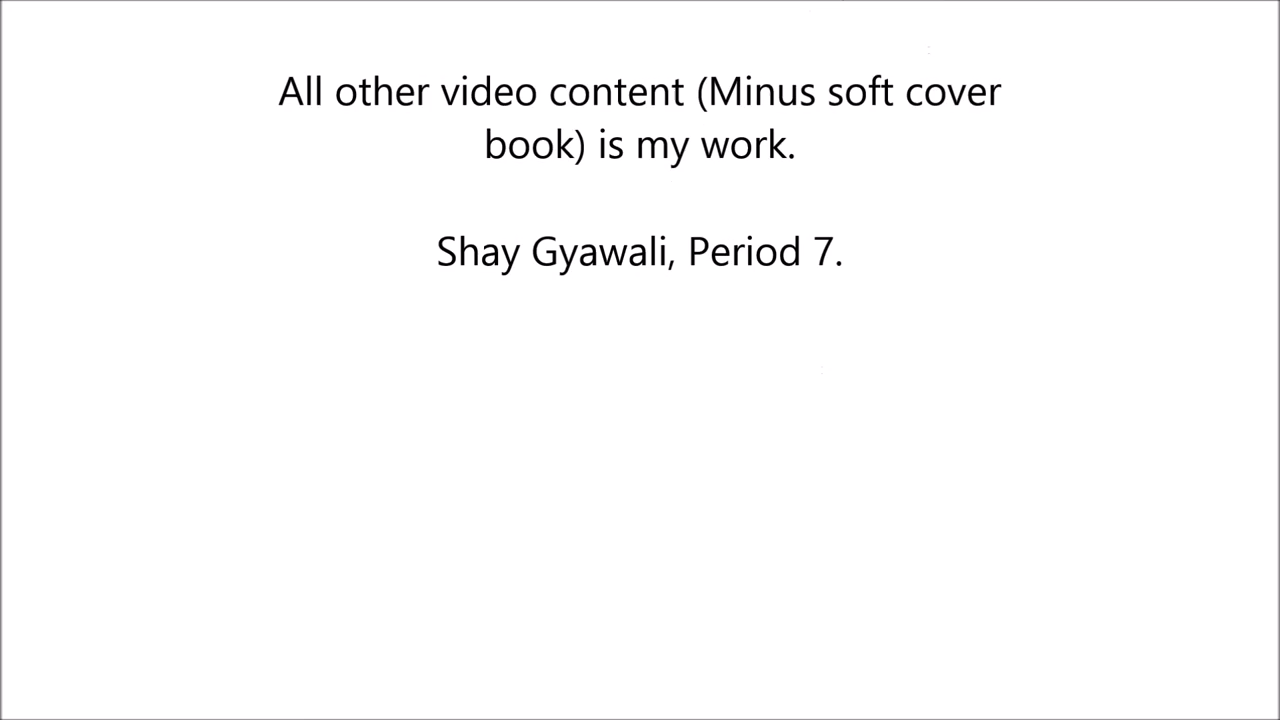 All other video content (Minus soft cover
book) is my work.
Shay Gyawali, Period 7.